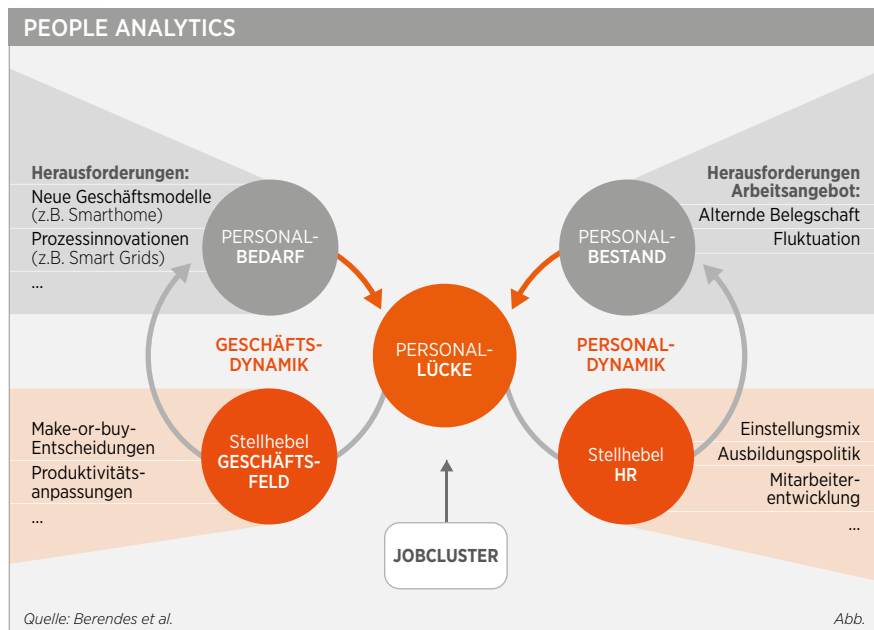 PEOPLE ANALYTICS
Herausforderungen:
Neue Geschäftsmodelle
(z.B. Smarthome)
Prozessinnovationen
(z.B. Smart Grids)
...
PERSONAL-
BEDARF
PERSONAL-
BESTAND
Herausforderungen
Arbeitsangebot:
Alternde Belegschaft
Fluktuation
GESCHÄFTS-
DYNAMIK
PERSONAL-
LÜCKE
PERSONAL-
DYNAMIK
Make-or-buy-
Entscheidungen
Produktivitäts-
anpassungen
...
Stellhebel
GESCHÄFTS-
FELD
Stellhebel
HR
Einstellungsmix
Ausbildungspolitik
Mitarbeiter-
entwicklung
...
JOBCLUSTER
Quelle: Berendes et al.
Abb.